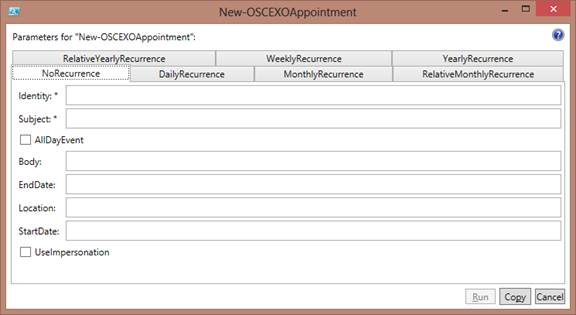 New-OSCEXOAppointment
Parameters for "New-OSCEXOAppointment":
RelativeYearlyRecurrence WeeklyRecurrence YearlyRecurrence
NoRecurrence DailyRecurrence MonthlyRecurrence RelativeMonthlyRecurrence
Identity: *
Subject: *
AllDayEvent
Body:
EndDate:
Location:
StartDate:
UseImpersonation
Run Copy Cancel